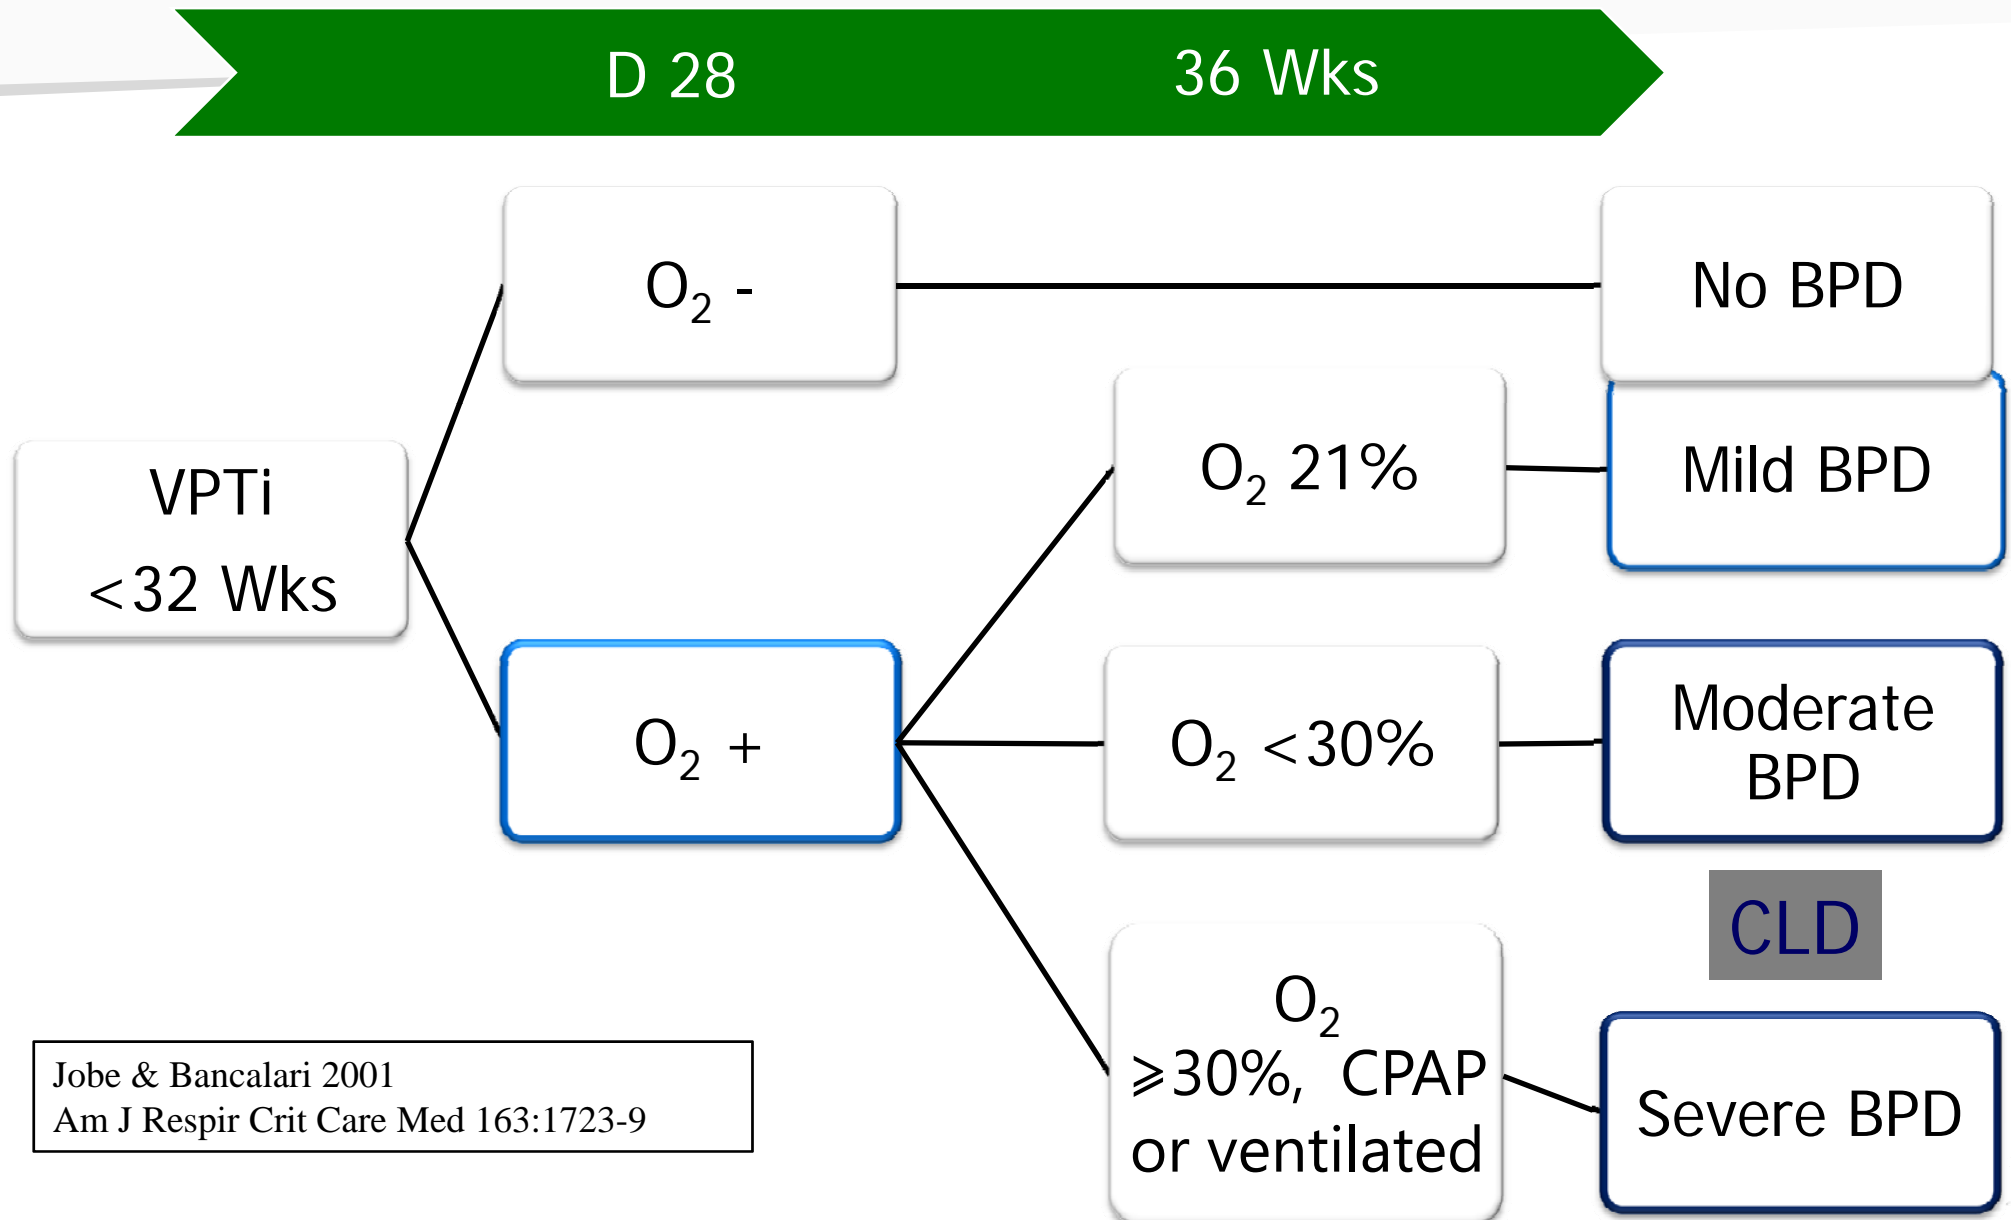 D 28
36 Wks
O₂ -
No BPD
O₂ 21%
Mild BPD
VPTi
<32 Wks
O₂ +
O₂ <30%
Moderate
BPD
CLD
O₂
⩾30%, CPAP
or ventilated
Severe BPD
Jobe & Bancalari 2001
Am J Respir Crit Care Med 163:1723-9